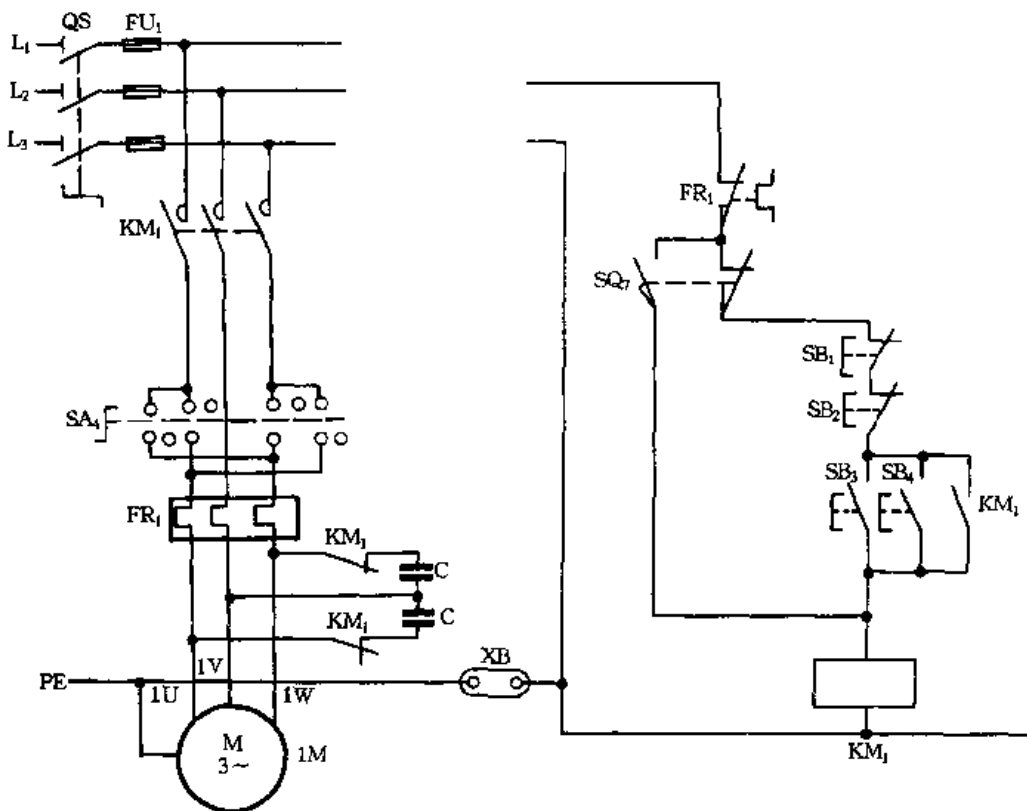 QS FU₁
L₁
L₂
L₃
FR₁
KM₁
SQ₇
SB₁
SB₂
SA₄
SB₃ SB₄ KM₁
FR₁
KM₁
C
C
KM₁
XB
1V
PE 1U 1W
M
3~
1M
KM₁